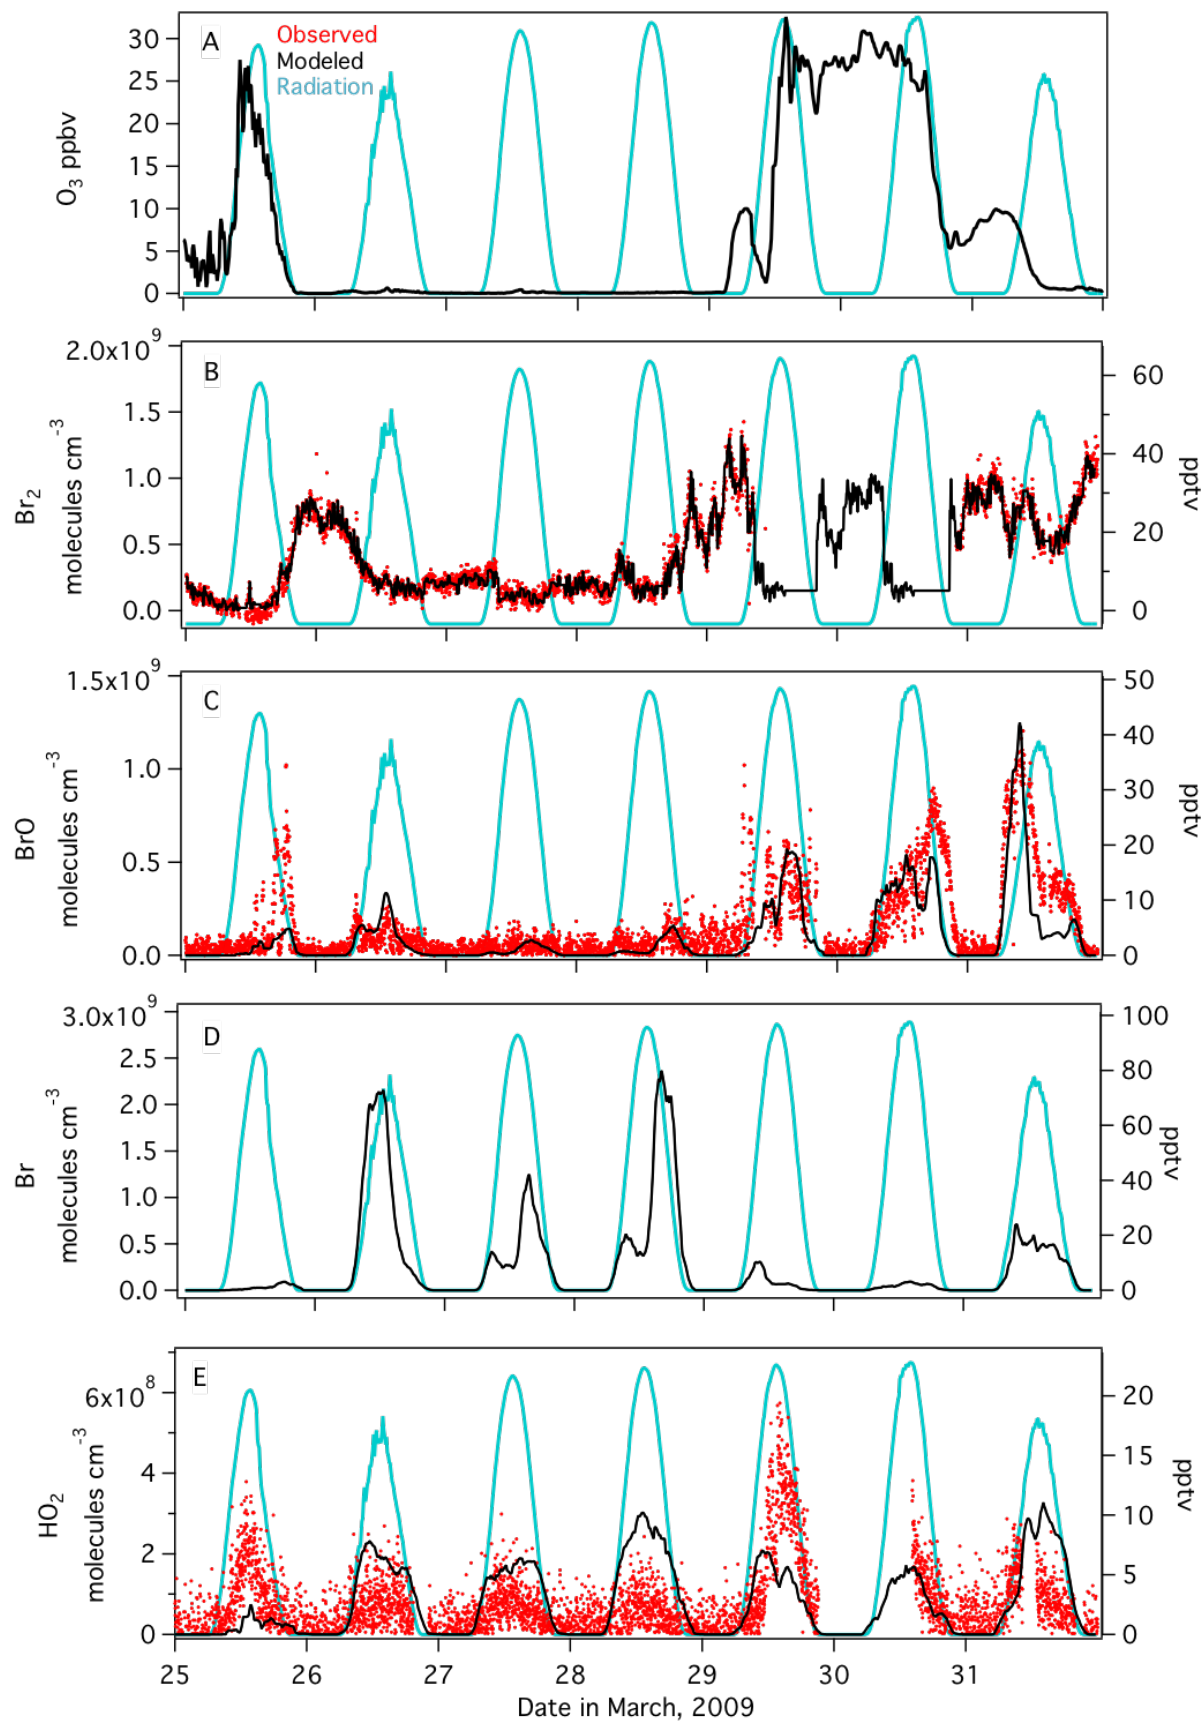 A
Observed
Modeled
Radiation
O3 ppbv
30
25
20
15
10
5
0
B
Br2
molecules cm-3
2.0x10^9
1.5
1.0
0.5
0.0
60
40
20
0
pptv
C
BrO
molecules cm-3
1.5x10^9
1.0
0.5
0.0
50
40
30
20
10
0
pptv
D
Br
molecules cm-3
3.0x10^9
2.5
2.0
1.5
1.0
0.5
0.0
100
80
60
40
20
0
pptv
E
HO2
molecules cm-3
6x10^8
4
2
0
20
15
10
5
0
pptv
25 26 27 28 29 30 31
Date in March, 2009